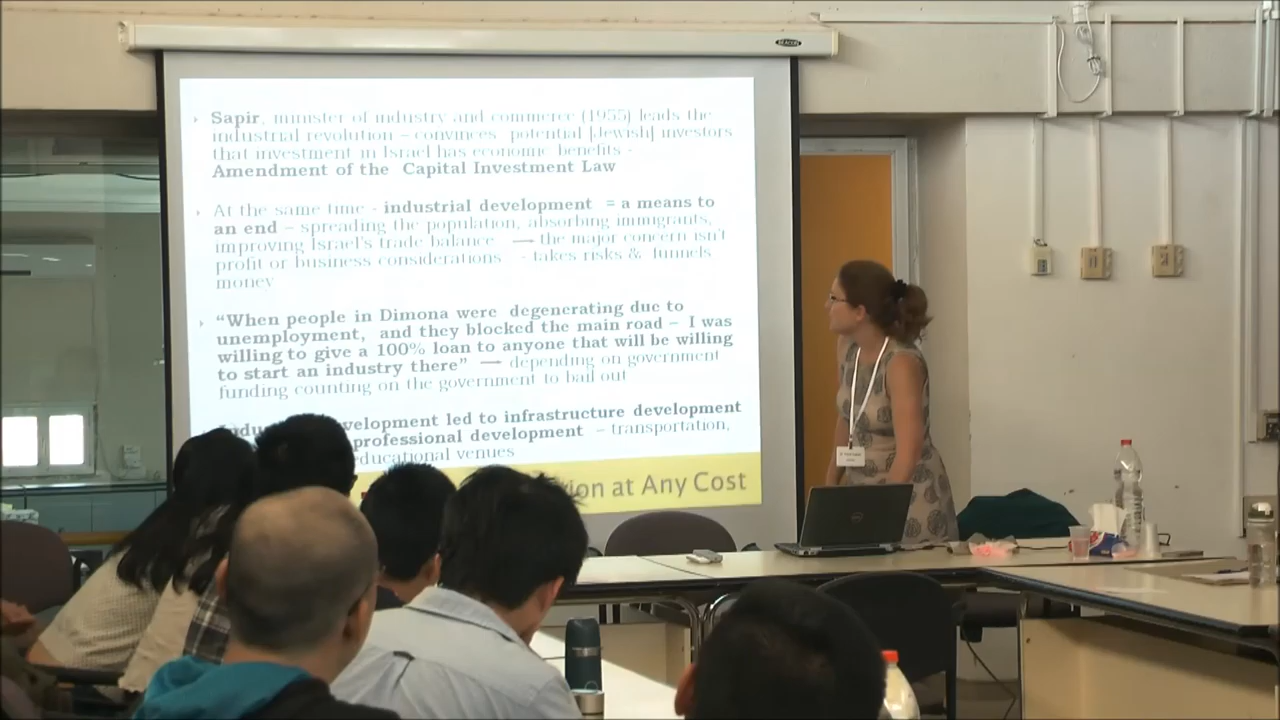 BEACON
Sapir, minister of industry and commerce (1955) leads the
industrial revolution – convinces potential [Jewish] investors
that investment in Israel has economic benefits -
Amendment of the Capital Investment Law
At the same time - industrial development = a means to
an end – spreading the population, absorbing immigrants,
improving Israel's trade balance → the major concern isn't
profit or business considerations - takes risks & funnels
money
“When people in Dimona were degenerating due to
unemployment, and they blocked the main road – I was
willing to give a 100% loan to anyone that will be willing
to start an industry there” → depending on government
funding counting on the government to bail out
development led to infrastructure development
professional development – transportation,
educational venues
at Any Cost
DELL